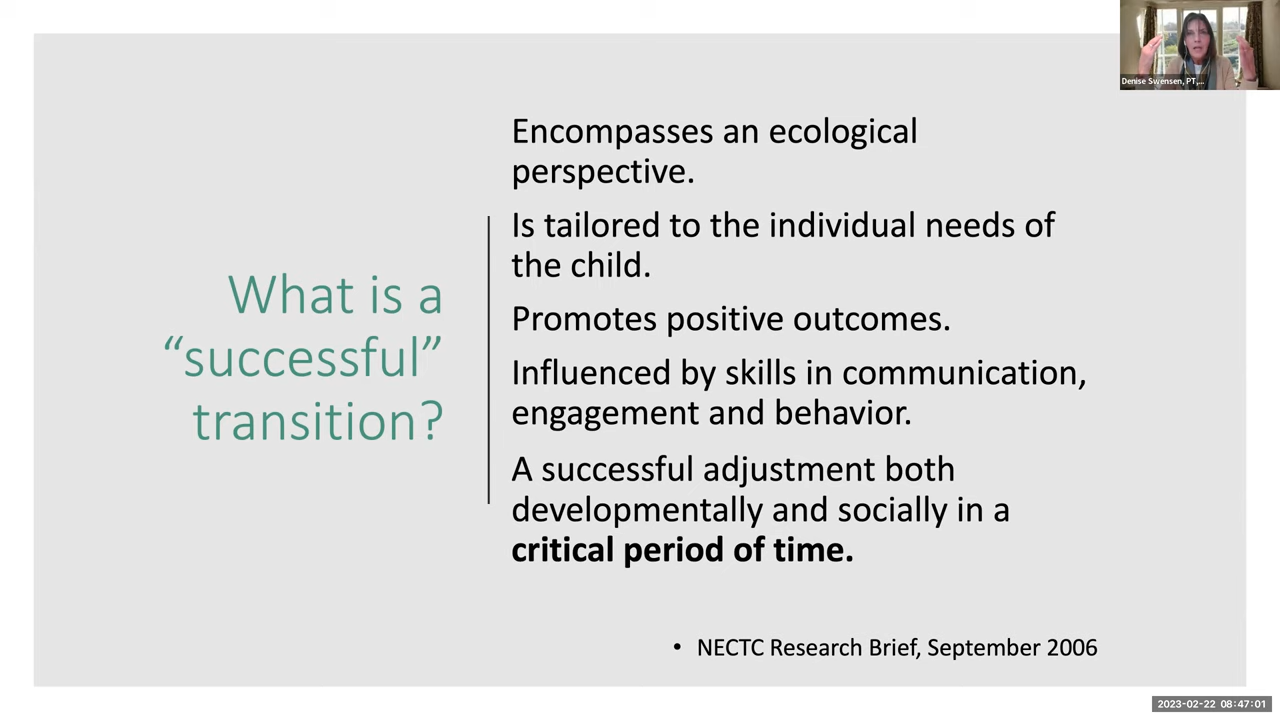 Denise Swensen, PT,...
What is a
“successful”
transition?
Encompasses an ecological
perspective.
Is tailored to the individual needs of
the child.
Promotes positive outcomes.
Influenced by skills in communication,
engagement and behavior.
A successful adjustment both
developmentally and socially in a
critical period of time.
• NECTC Research Brief, September 2006
2023-02-22 08:47:01